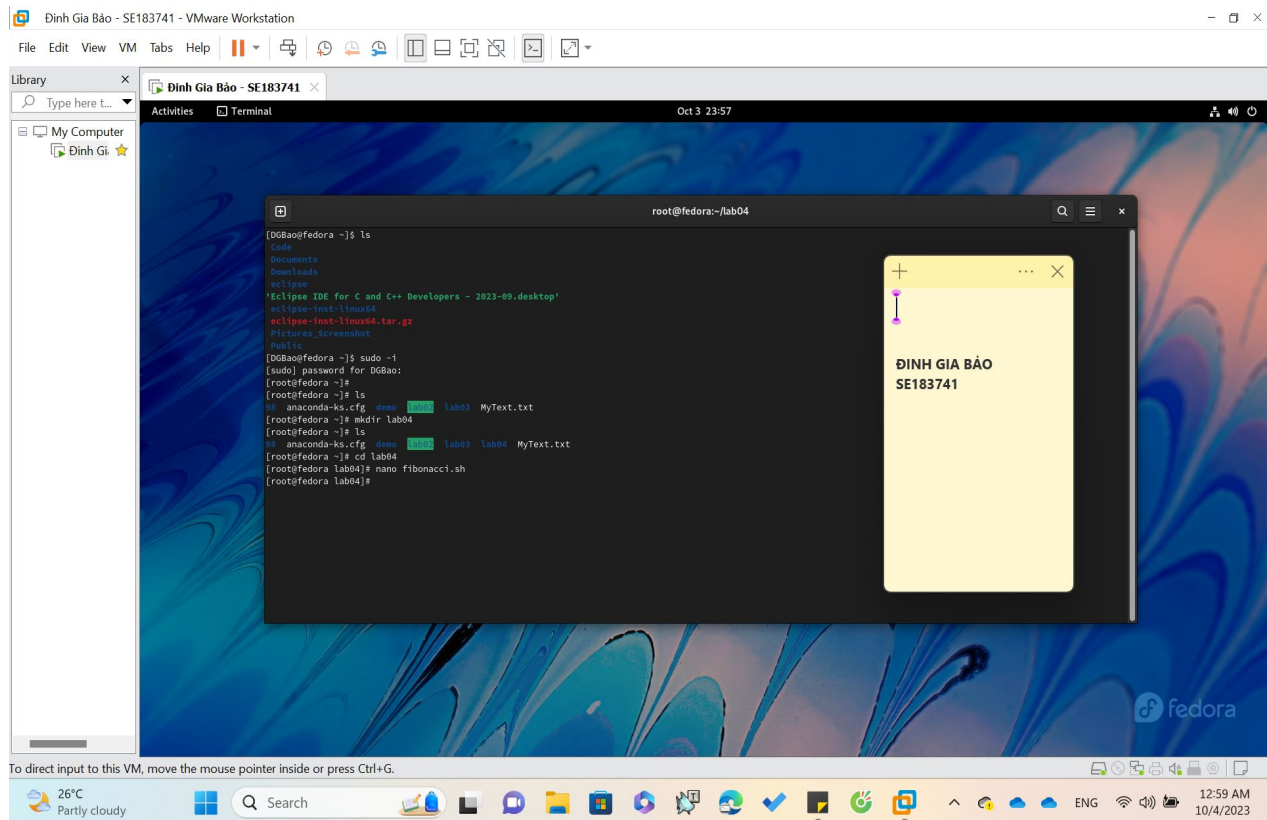 Đinh Gia Bảo - SE183741 - VMware Workstation
File Edit View VM Tabs Help
Library
Type here t...
My Computer
Đinh Gi
Đinh Gia Bảo - SE183741
Activities Terminal Oct 3 23:57
root@fedora:~/lab04
[DGBao@fedora ~]$ ls
Code
Documents
Downloads
eclipse
'Eclipse IDE for C and C++ Developers - 2023-09.desktop'
eclipse-inst-linux64
eclipse-inst-linux64.tar.gz
Pictures_Screenshot
Public
[DGBao@fedora ~]$ sudo -i
[sudo] password for DGBao:
[root@fedora ~]#
[root@fedora ~]# ls
98 anaconda-ks.cfg demo lab02 lab03 MyText.txt
[root@fedora ~]# mkdir lab04
[root@fedora ~]# ls
98 anaconda-ks.cfg demo lab02 lab03 lab04 MyText.txt
[root@fedora ~]# cd lab04
[root@fedora lab04]# nano fibonacci.sh
[root@fedora lab04]#
ĐINH GIA BẢO
SE183741
fedora
To direct input to this VM, move the mouse pointer inside or press Ctrl+G.
26°C
Partly cloudy
Search
ENG
12:59 AM
10/4/2023